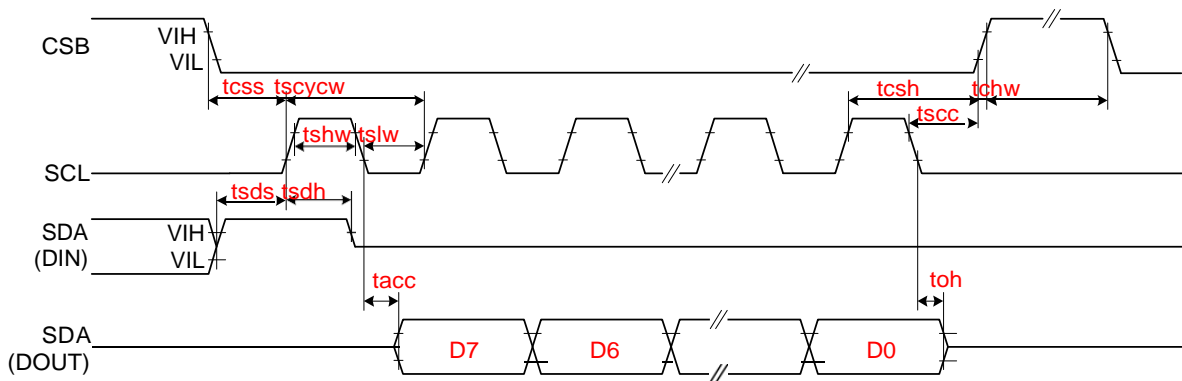 CSB
VIH
VIL
tcss tscycw
tcsh
tchw
tscc
tshw tslw
SCL
tsds tsdh
SDA
(DIN)
VIH
VIL
tacc
toh
SDA
(DOUT)
D7
D6
D0